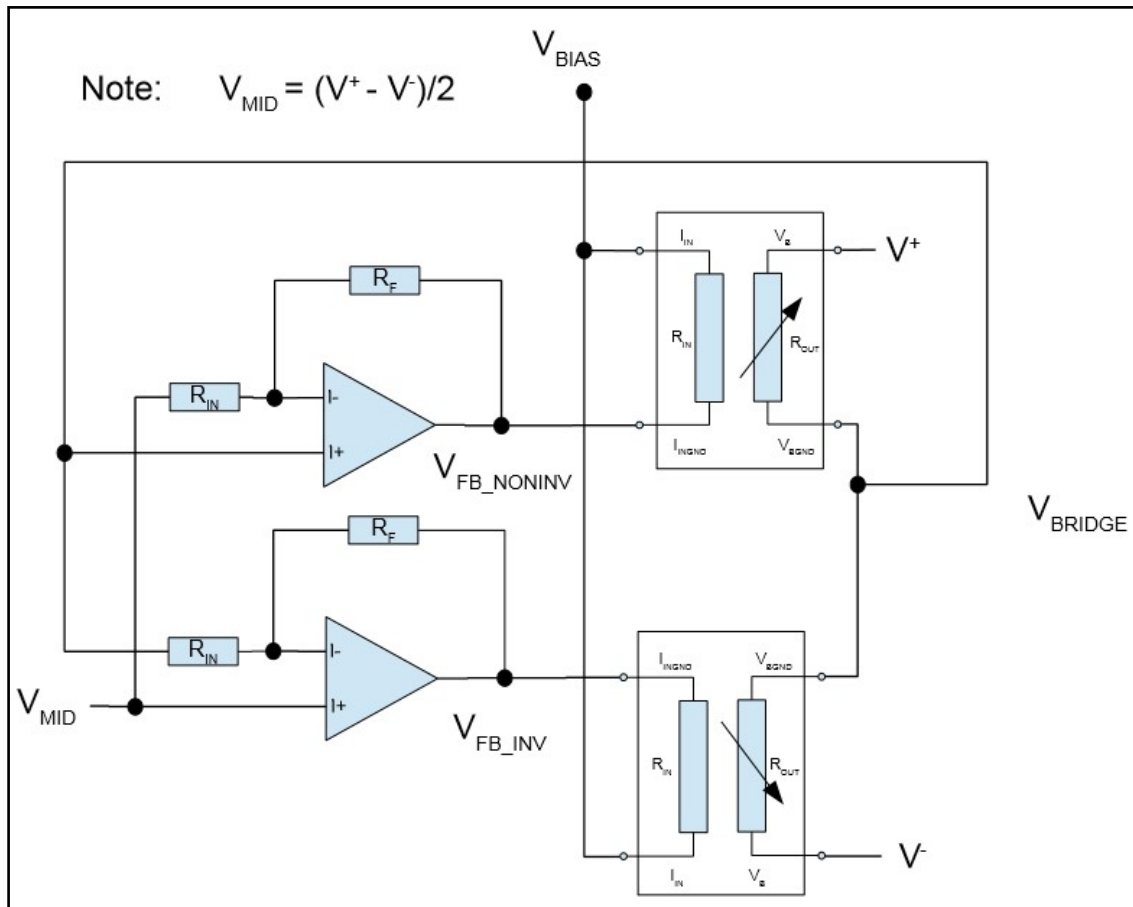 V_BIAS
Note: V_MID = (V⁺ - V⁻)/2
I_IN V_B V⁺
R_F
R_IN R_OUT
R_IN I-
I+
I_INGND V_BGND
V_FB_NONINV
V_BRIDGE
R_F
R_IN I-
I_INGND V_BGND
V_MID I+
V_FB_INV
R_IN R_OUT
I_IN V_B V⁻